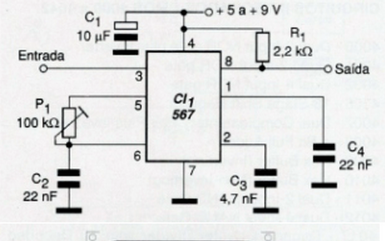 + 5 a + 9 V
C1
10 µF
4
R1
2,2 kΩ
Entrada
3
8
Saída
1
P1
100 kΩ
5
CI1
567
6
2
7
C2
22 nF
C3
4,7 nF
C4
22 nF